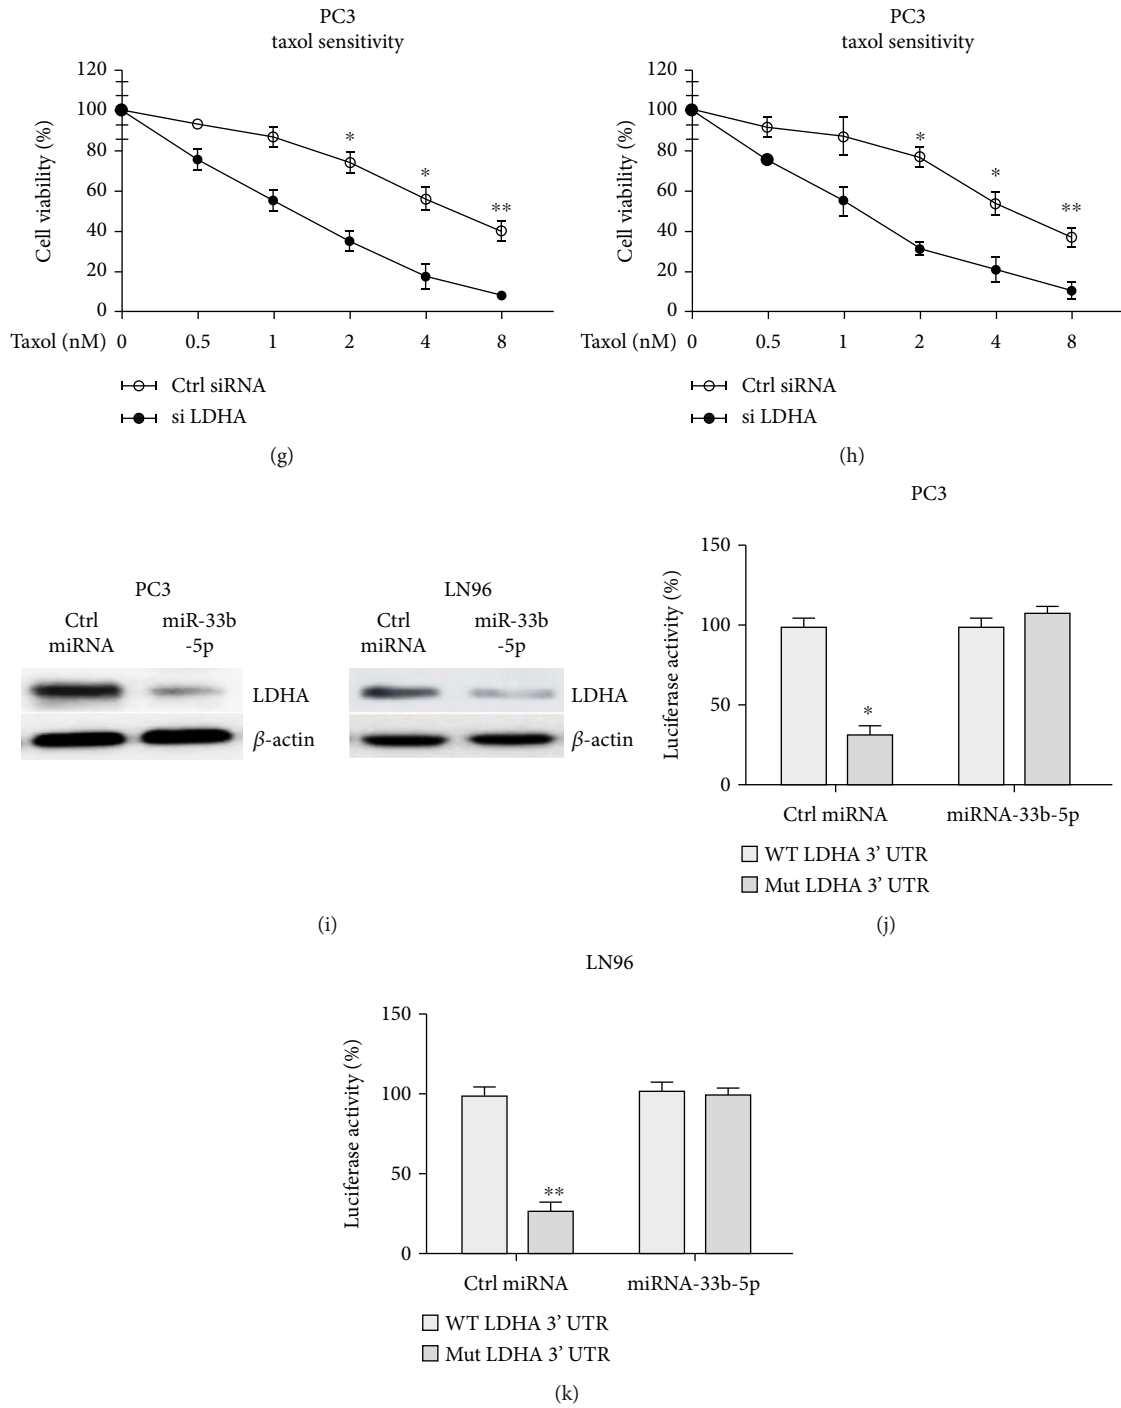 PC3
taxol sensitivity
120
100
80
60
40
20
0
Cell viability (%)
*
*
**
Taxol (nM) 0 0.5 1 2 4 8
Ctrl siRNA
si LDHA
(g)
PC3
taxol sensitivity
120
100
80
60
40
20
0
Cell viability (%)
*
*
**
Taxol (nM) 0 0.5 1 2 4 8
Ctrl siRNA
si LDHA
(h)
PC3
Ctrl
miRNA
miR-33b
-5p
LDHA
β-actin
LN96
Ctrl
miRNA
miR-33b
-5p
LDHA
β-actin
(i)
PC3
150
100
50
0
Luciferase activity (%)
*
Ctrl miRNA miRNA-33b-5p
WT LDHA 3’ UTR
Mut LDHA 3’ UTR
(j)
LN96
150
100
50
0
Luciferase activity (%)
**
Ctrl miRNA miRNA-33b-5p
WT LDHA 3’ UTR
Mut LDHA 3’ UTR
(k)